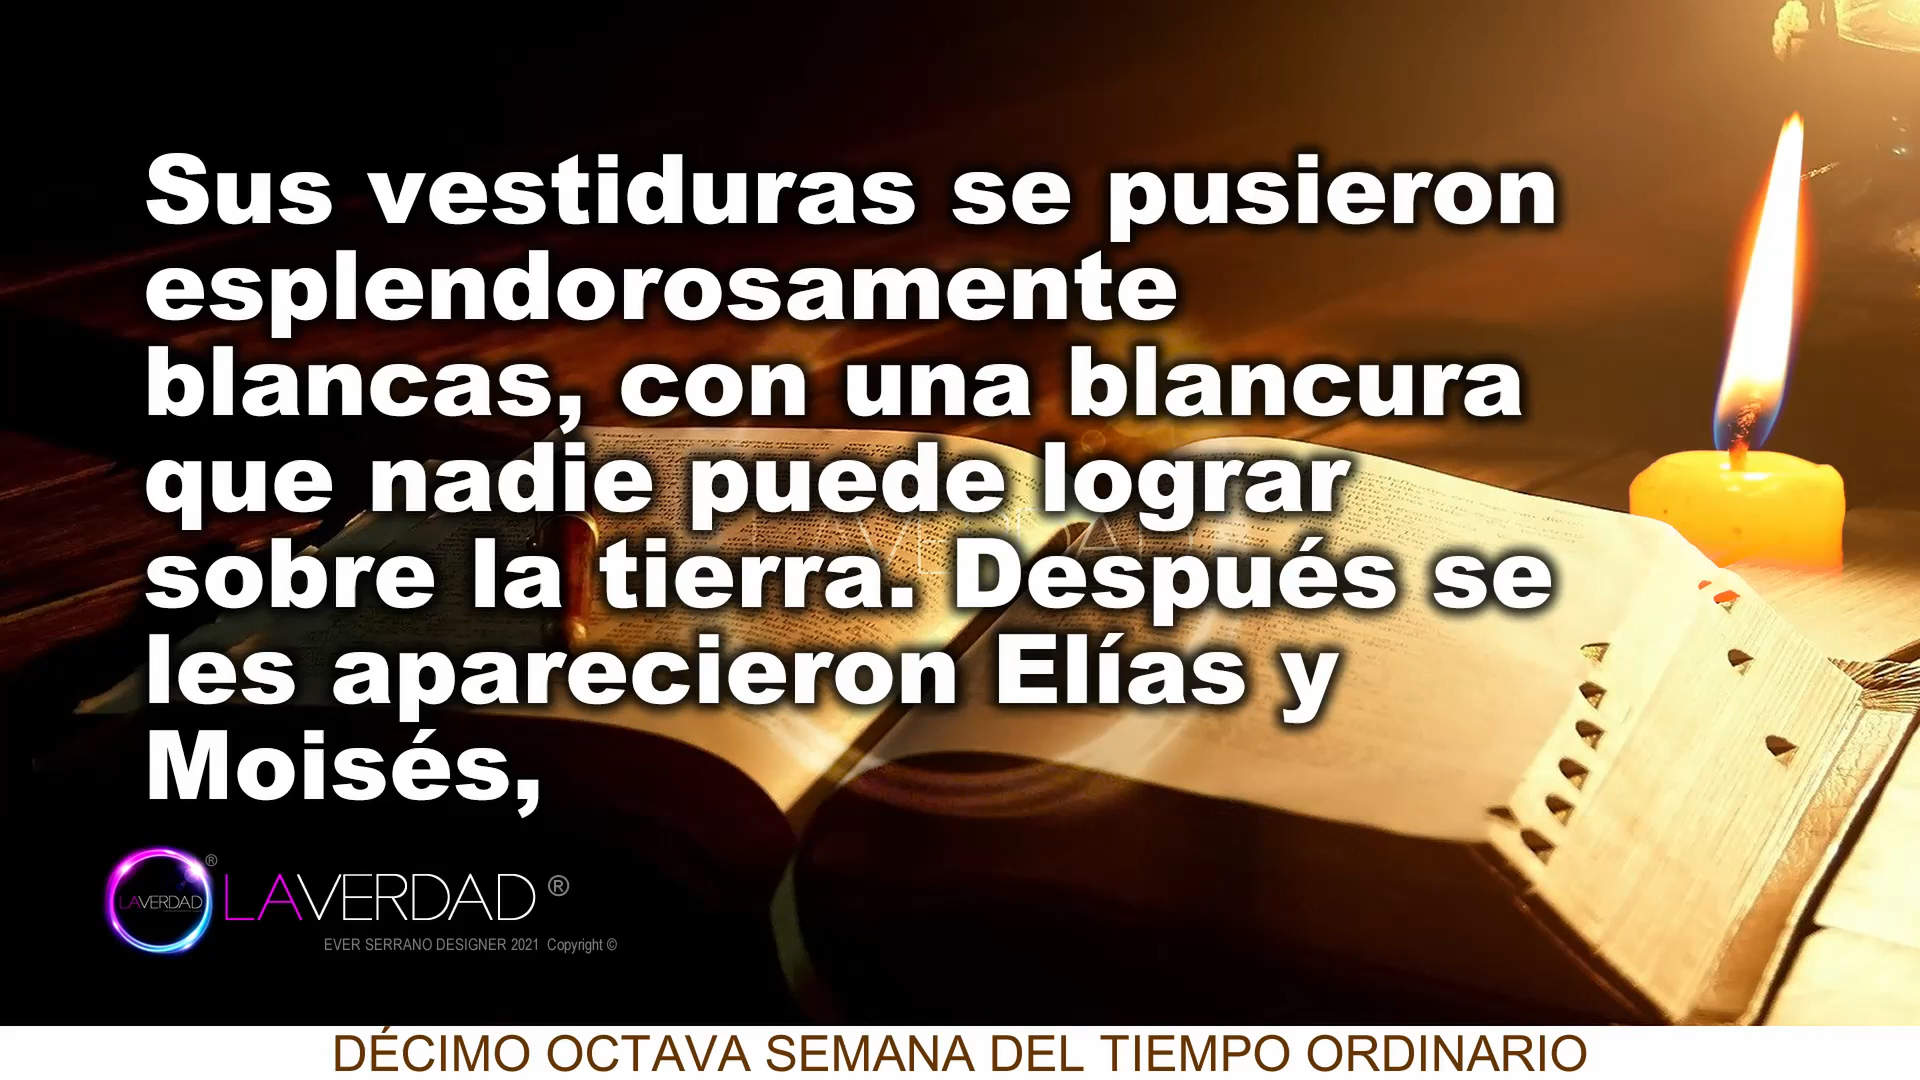 Sus vestiduras se pusieron
esplendorosamente
blancas, con una blancura
que nadie puede lograr
sobre la tierra. Después se
les aparecieron Elías y
Moisés,
LAVERDAD ®
LAVERDAD ®
EVER SERRANO DESIGNER 2021 Copyright ©
DÉCIMO OCTAVA SEMANA DEL TIEMPO ORDINARIO